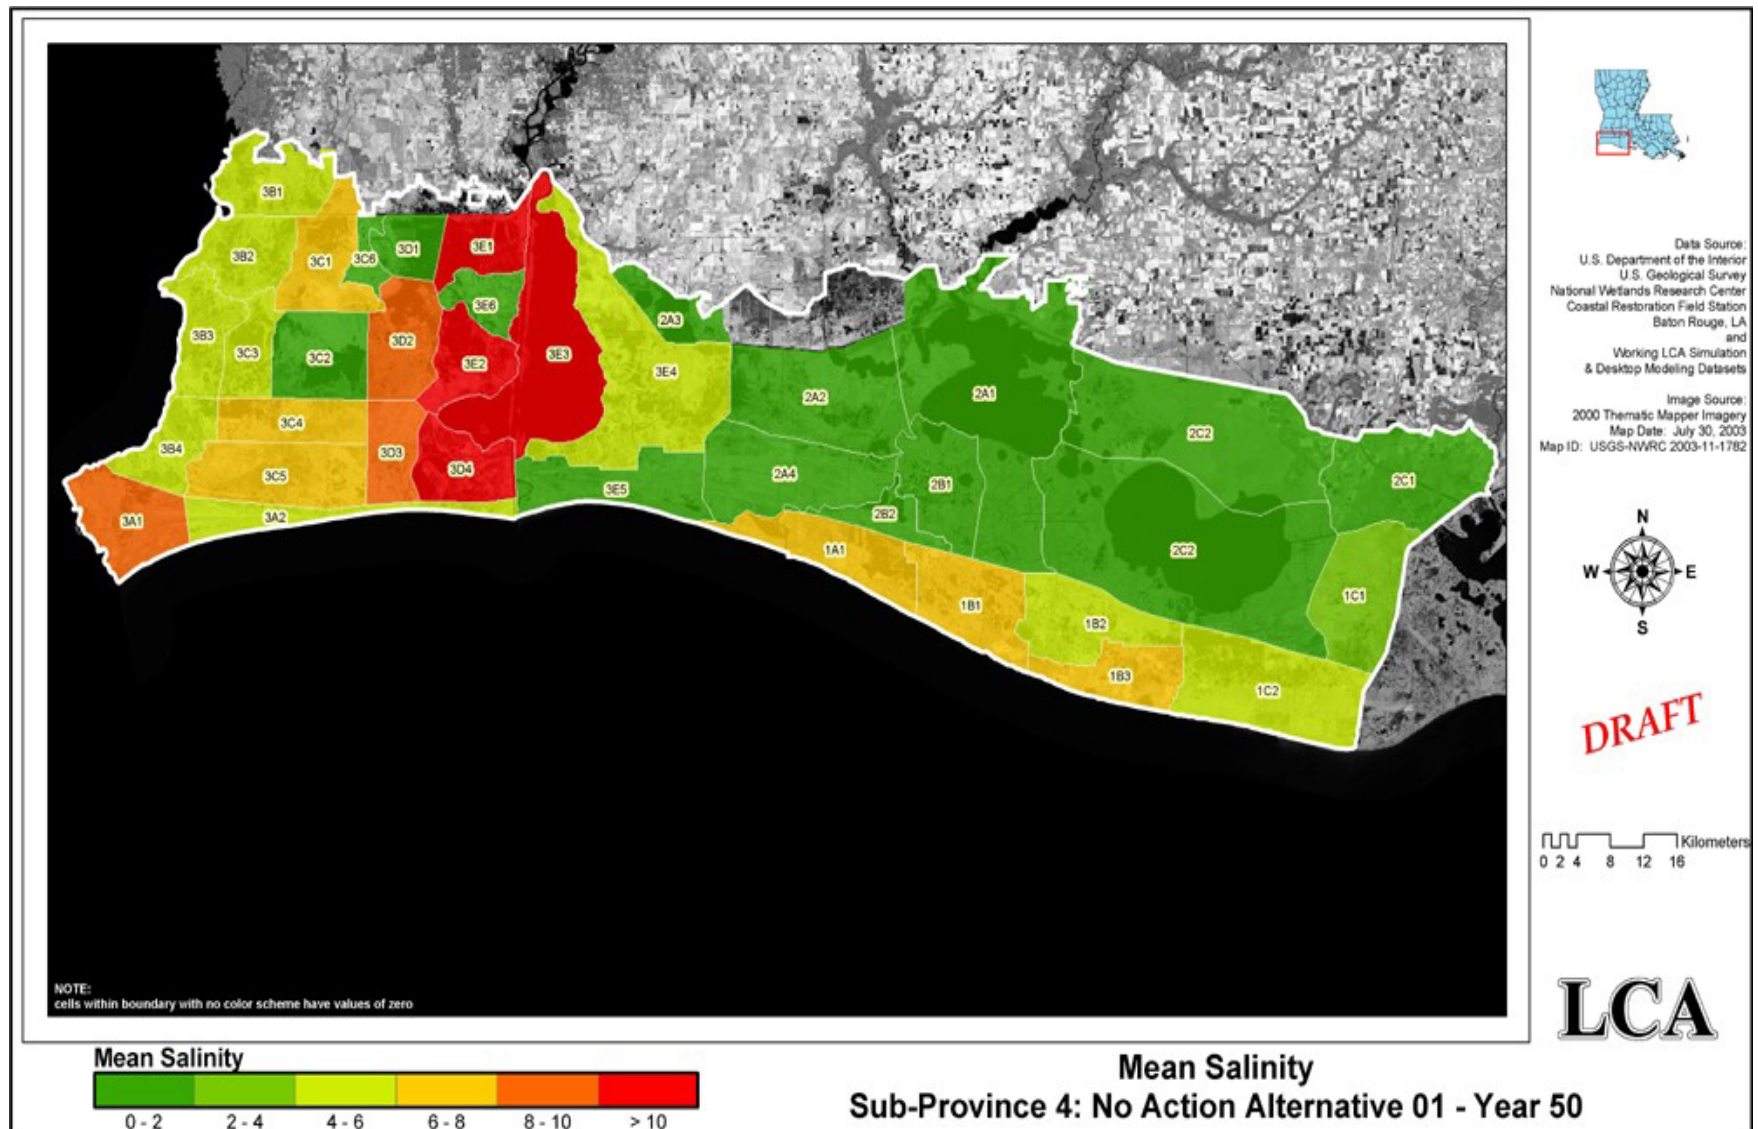 3B1
3B2
3C1
3C6
3D1
3E1
3E6
2A3
3B3
3C3
3C2
3D2
3E2
3E3
3E4
2A2
2A1
3C4
3B4
3D3
3C5
3D4
3E5
2A4
2B1
2C2
2C1
3A1
3A2
2B2
1A1
2C2
1B1
1B2
1C1
1B3
1C2
NOTE:
cells within boundary with no color scheme have values of zero
Data Source:
U.S. Department of the Interior
U.S. Geological Survey
National Wetlands Research Center
Coastal Restoration Field Station
Baton Rouge, LA
and
Working LCA Simulation
& Desktop Modeling Datasets
Image Source:
2000 Thematic Mapper Imagery
Map Date: July 30, 2003
Map ID: USGS-NWRC 2003-11-1782
N
W E
S
DRAFT
Kilometers
0 2 4 8 12 16
LCA
Mean Salinity
0 - 2 2 - 4 4 - 6 6 - 8 8 - 10 > 10
Mean Salinity
Sub-Province 4: No Action Alternative 01 - Year 50